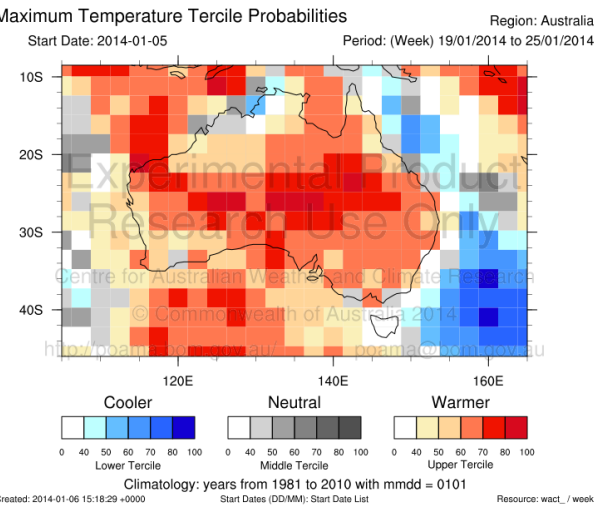 Maximum Temperature Tercile Probabilities
Region: Australia
Start Date: 2014-01-05
Period: (Week) 19/01/2014 to 25/01/2014
10S
20S
30S
40S
Experimental Product
Research Use Only
Centre for Australian Weather and Climate Research
© Commonwealth of Australia 2014
http://poama.bom.gov.au/ poama@bom.gov.au
120E 140E 160E
Cooler Neutral Warmer
0 40 50 60 70 80 100 0 40 50 60 70 80 100 0 40 50 60 70 80 100
Lower Tercile Middle Tercile Upper Tercile
Climatology: years from 1981 to 2010 with mmdd = 0101
Created: 2014-01-06 15:18:29 +0000 Start Dates (DD/MM): Start Date List Resource: wact_ / week